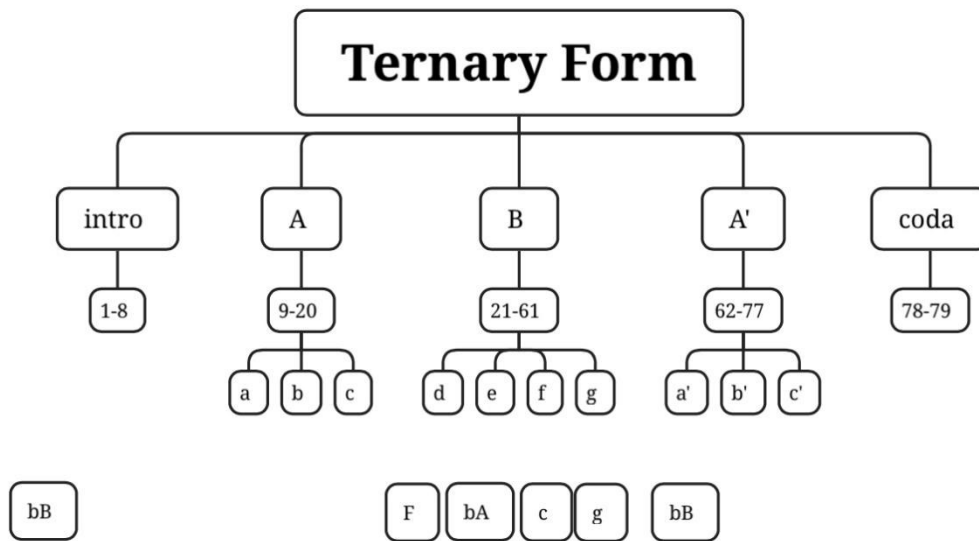 Ternary Form
intro A B A' coda
1-8 9-20 21-61 62-77 78-79
a b c d e f g a' b' c'
bB F bA c g bB